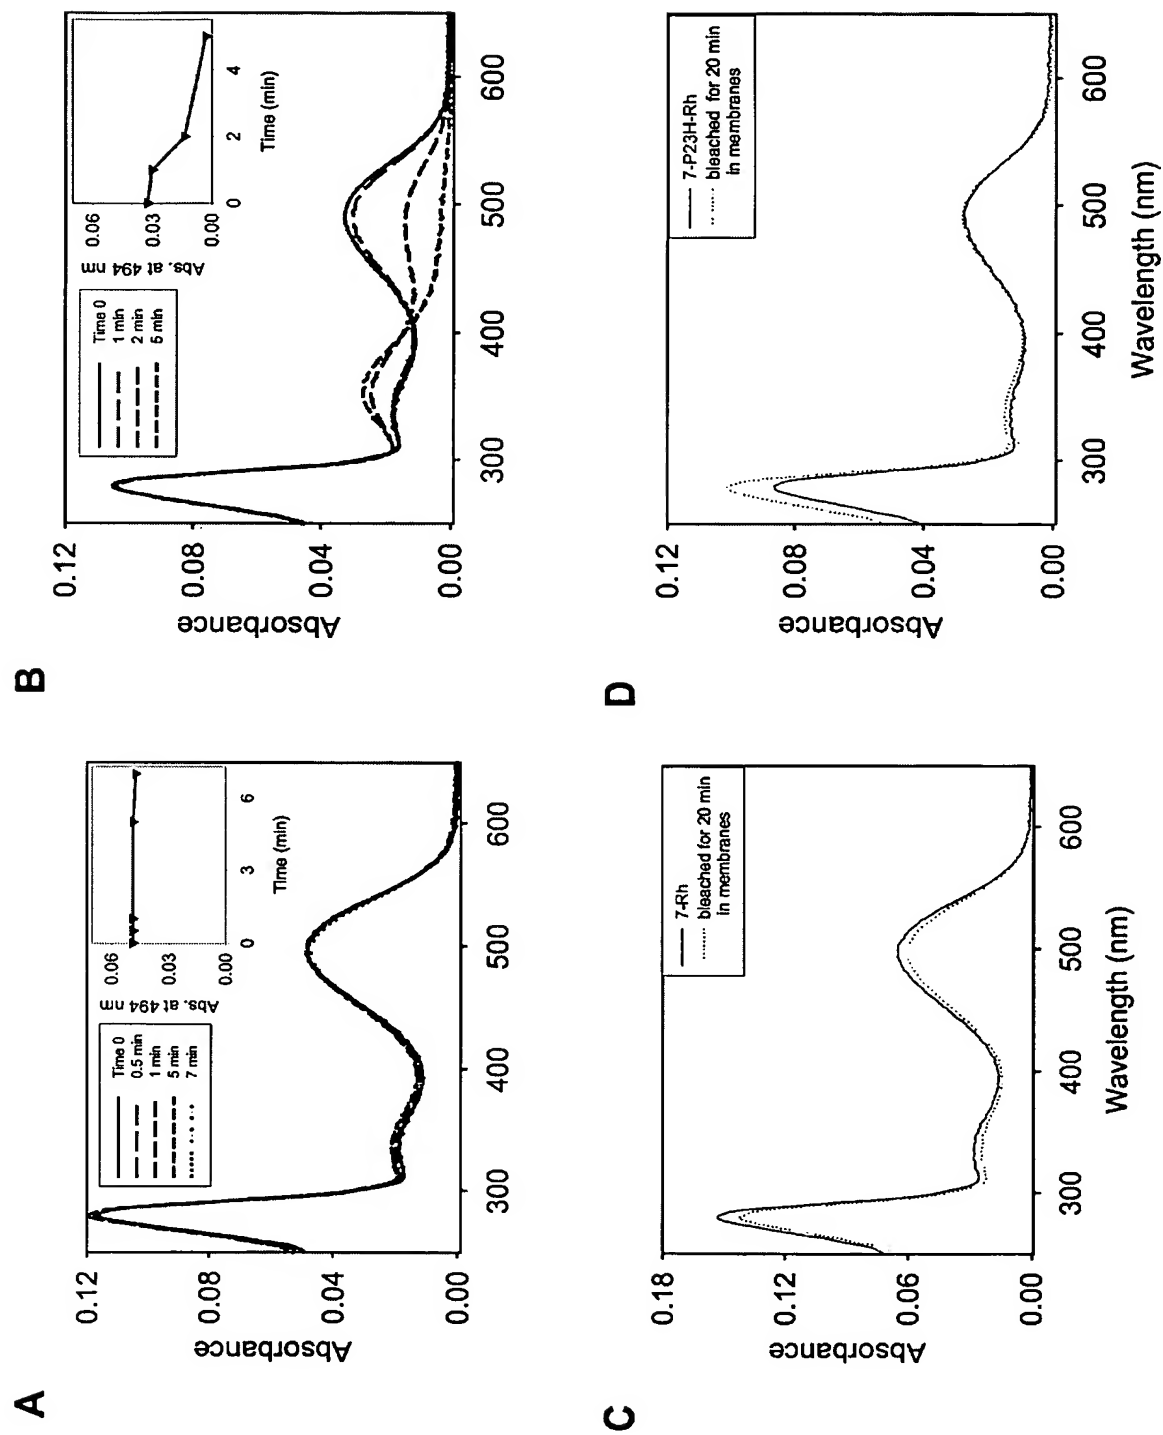 A
0.12
0.08
0.04
0.00
Absorbance
300
400
500
600
Time 0
0.5 min
1 min
5 min
7 min
Abs. at 494 nm
0.06
0.03
0.00
0
3
6
Time (min)
B
0.12
0.08
0.04
0.00
Absorbance
300
400
500
600
Time 0
1 min
2 min
5 min
Abs. at 494 nm
0.06
0.03
0.00
0
2
4
Time (min)
C
0.18
0.12
0.06
0.00
Absorbance
300
400
500
600
Wavelength (nm)
7-Rh
bleached for 20 min
in membranes
D
0.12
0.08
0.04
0.00
Absorbance
300
400
500
600
Wavelength (nm)
7-P23H-Rh
bleached for 20 min
in membranes